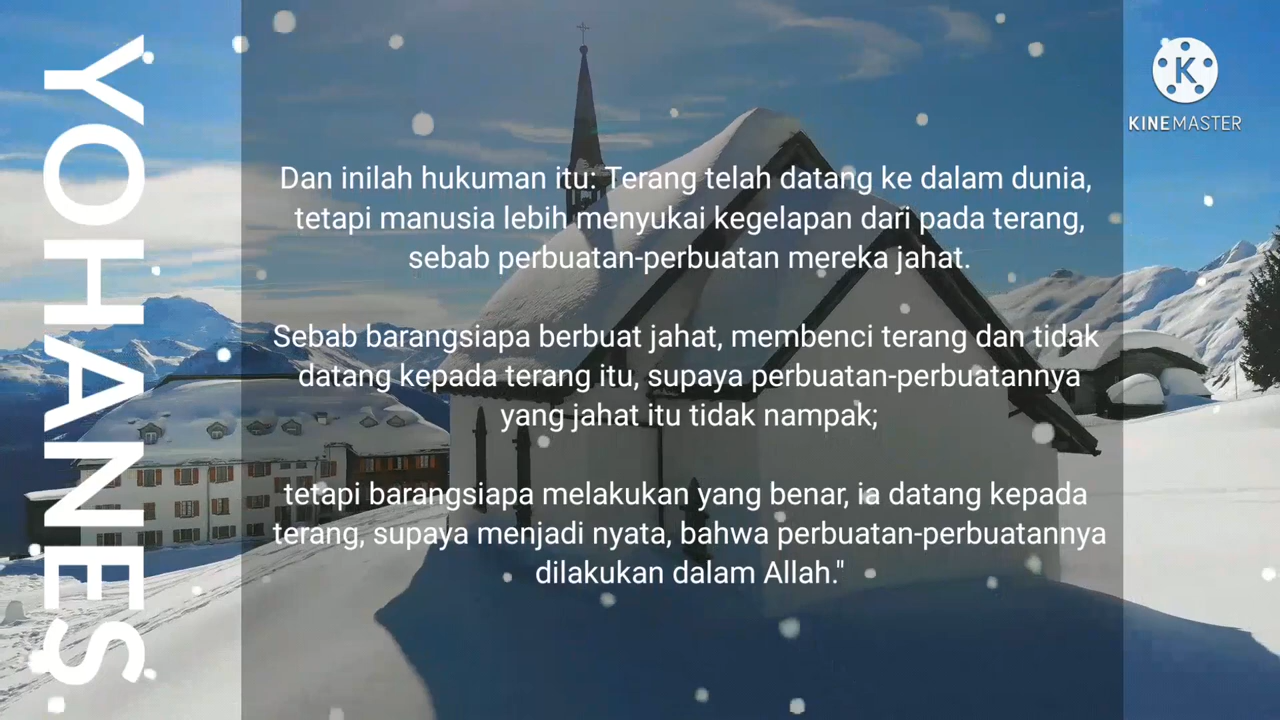 YOHANES
Dan inilah hukuman itu: Terang telah datang ke dalam dunia,
tetapi manusia lebih menyukai kegelapan dari pada terang,
sebab perbuatan-perbuatan mereka jahat.
Sebab barangsiapa berbuat jahat, membenci terang dan tidak
datang kepada terang itu, supaya perbuatan-perbuatannya
yang jahat itu tidak nampak;
tetapi barangsiapa melakukan yang benar, ia datang kepada
terang, supaya menjadi nyata, bahwa perbuatan-perbuatannya
dilakukan dalam Allah."
K
KINEMASTER